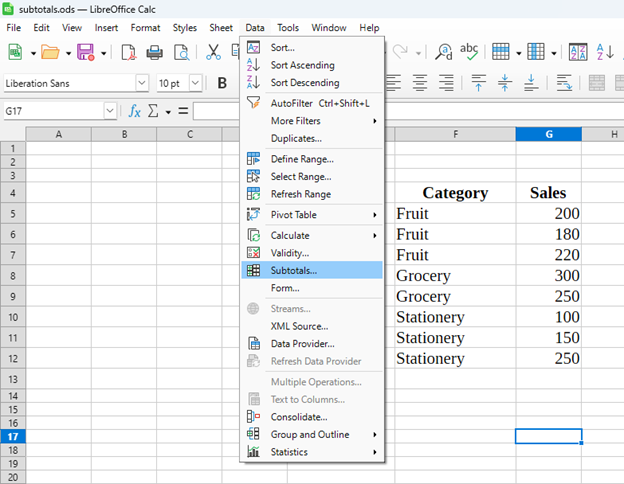 subtotals.ods — LibreOffice Calc
File Edit View Insert Format Styles Sheet Data Tools Window Help
Liberation Sans 10 pt B
G17 fx Σ =
A B C F G H
1
2
3
4 Category Sales
5 Fruit 200
6 Fruit 180
7 Fruit 220
8 Grocery 300
9 Grocery 250
10 Stationery 100
11 Stationery 150
12 Stationery 250
13
14
15
16
17
18
19
20
Sort...
Sort Ascending
Sort Descending
AutoFilter Ctrl+Shift+L
More Filters
Duplicates...
Define Range...
Select Range...
Refresh Range
Pivot Table
Calculate
Validity...
Subtotals...
Form...
Streams...
XML Source...
Data Provider...
Refresh Data Provider
Multiple Operations...
Text to Columns...
Consolidate...
Group and Outline
Statistics